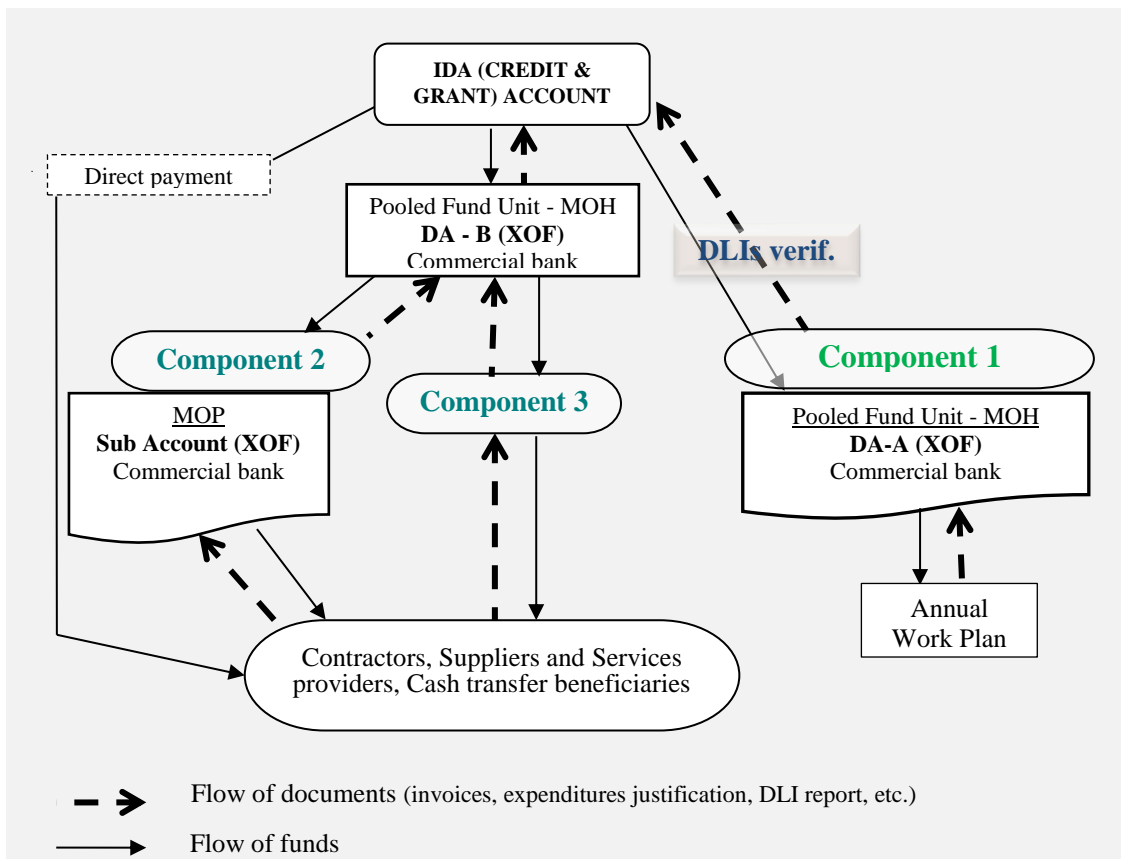 IDA (CREDIT &
GRANT) ACCOUNT
Direct payment
Pooled Fund Unit - MOH
DA - B (XOF)
Commercial bank
DLIs verif.
Component 2
Component 3
Component 1
MOP
Sub Account (XOF)
Commercial bank
Pooled Fund Unit - MOH
DA-A (XOF)
Commercial bank
Annual
Work Plan
Contractors, Suppliers and Services
providers, Cash transfer beneficiaries
Flow of documents (invoices, expenditures justification, DLI report, etc.)
Flow of funds